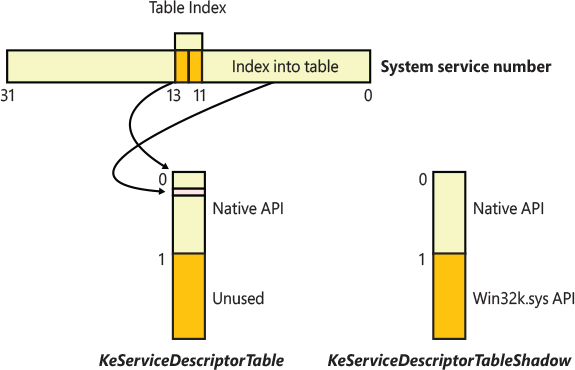 Table Index
Index into table
System service number
31
13
11
0
0
Native API
1
Unused
KeServiceDescriptorTable
0
Native API
1
Win32k.sys API
KeServiceDescriptorTableShadow